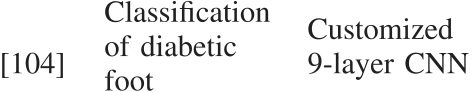 [104]
Classification
of diabetic
foot
Customized
9-layer CNN